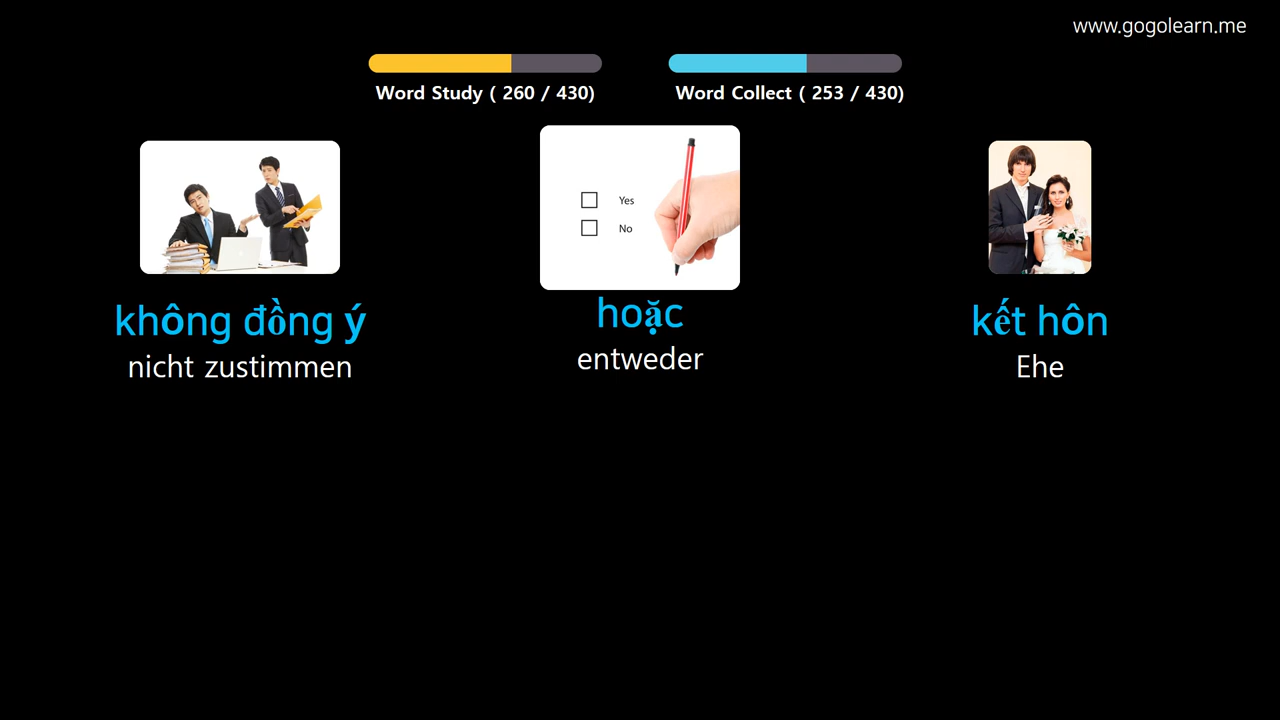 www.gogolearn.me
Word Study ( 260 / 430)
Word Collect ( 253 / 430)
Yes
No
không đồng ý
hoặc
kết hôn
nicht zustimmen
entweder
Ehe